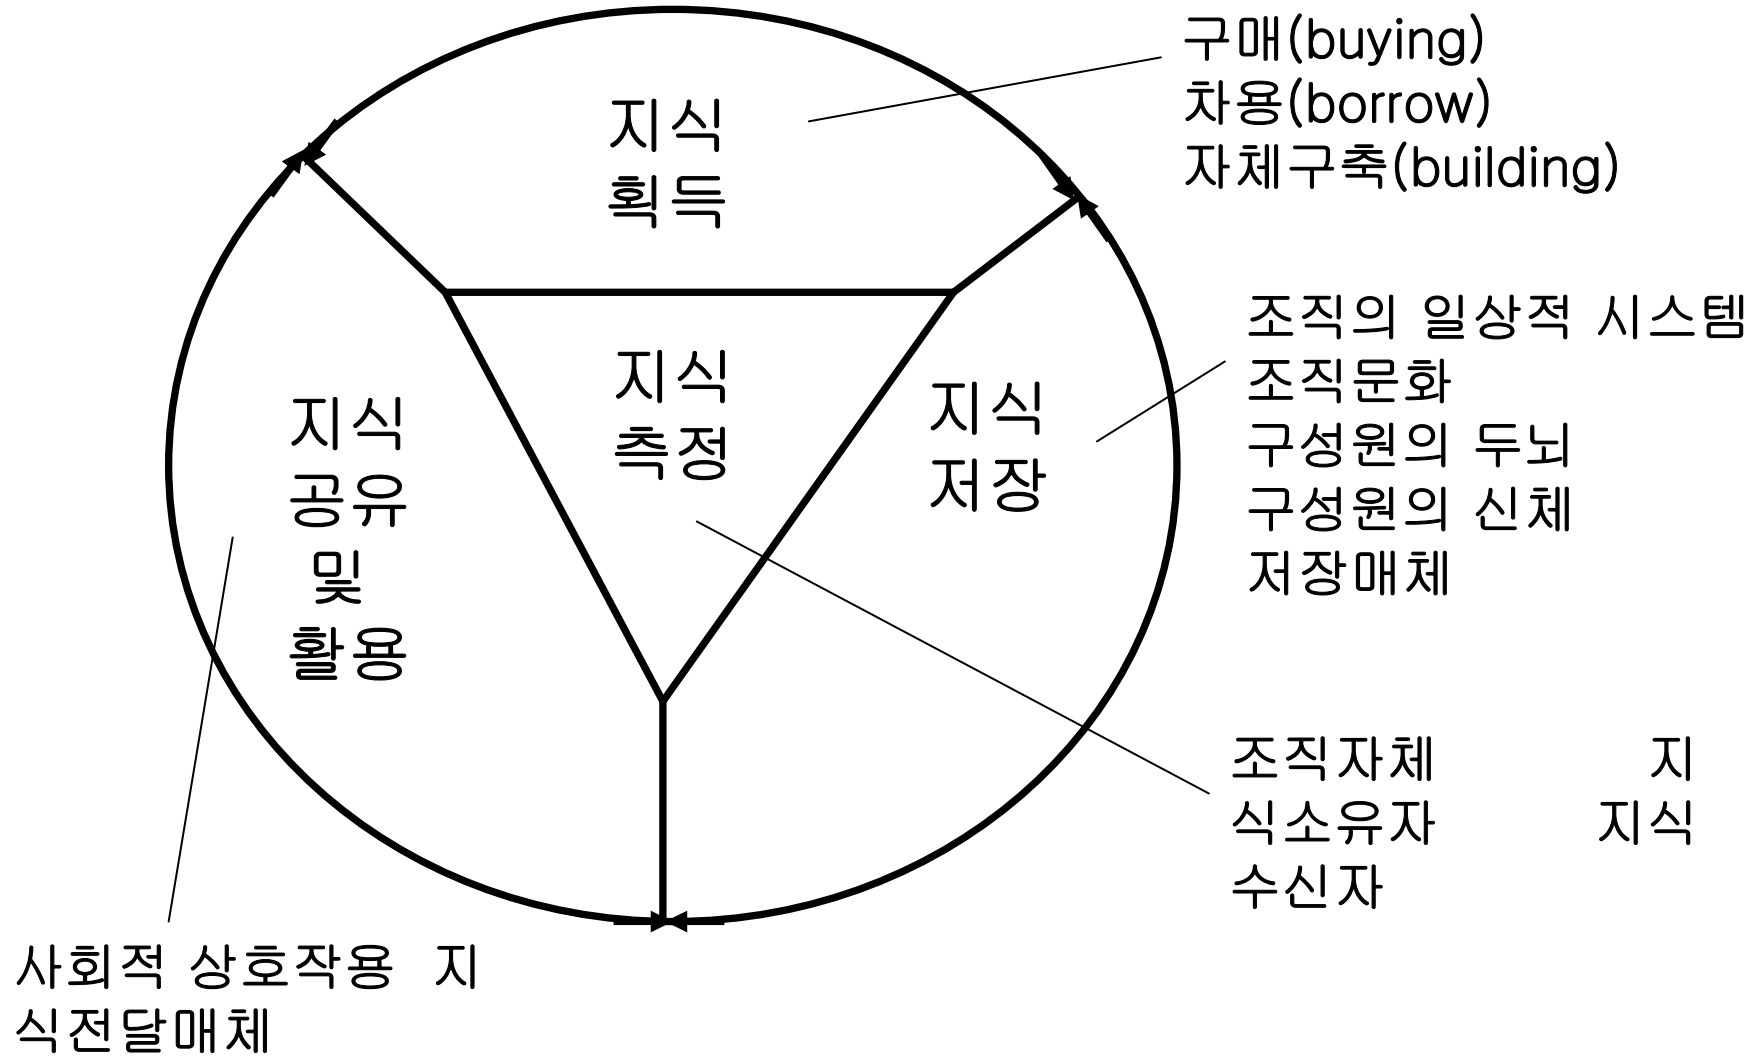 구매(buying)
차용(borrow)
자체구축(building)
지식
획득
조직의 일상적 시스템
조직문화
구성원의 두뇌
구성원의 신체
저장매체
지식
측정
지식
저장
지식
공유
및
활용
조직자체 지
식소유자 지식
수신자
사회적 상호작용 지
식전달매체